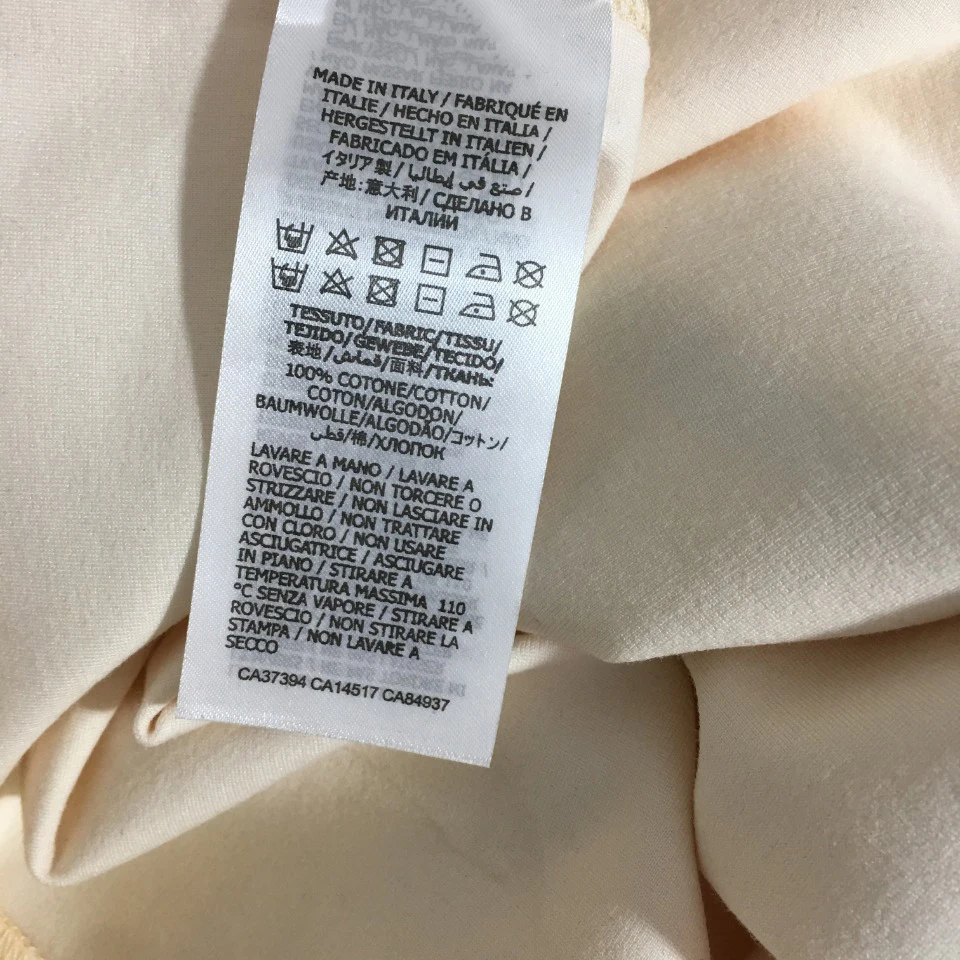 MADE IN ITALY / FABRIQUÉ EN
ITALIE / HECHO EN ITALIA /
HERGESTELLT IN ITALIEN /
FABRICADO EM ITÁLIA /
イタリア製 / صنع في إيطاليا /
产地:意大利 / СДЕЛАНО В
ИТАЛИИ
TESSUTO/FABRIC/TISSU/
TEJIDO/GEWEBE/TECIDO/
表地/قماش/面料/ТКАНЬ:
100% COTONE/COTTON/
COTON/ALGODON/
BAUMWOLLE/ALGODÃO/コットン/
قطي/棉/ХЛОПОК
LAVARE A MANO / LAVARE A
ROVESCIO / NON TORCERE O
STRIZZARE / NON LASCIARE IN
AMMOLLO / NON TRATTARE
CON CLORO / NON USARE
ASCIUGATRICE / ASCIUGARE
IN PIANO / STIRARE A
TEMPERATURA MASSIMA 110
°C SENZA VAPORE / STIRARE A
ROVESCIO / NON STIRARE LA
STAMPA / NON LAVARE A
SECCO
CA37394 CA14517 CA84937